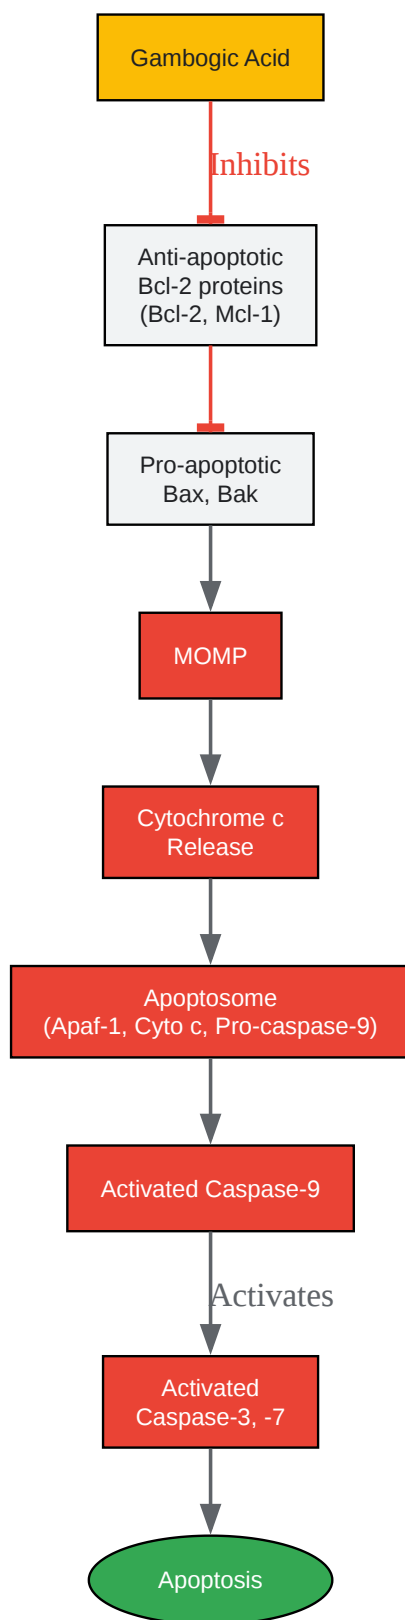 Gambogic Acid
Inhibits
Anti-apoptotic
Bcl-2 proteins
(Bcl-2, Mcl-1)
Pro-apoptotic
Bax, Bak
MOMP
Cytochrome c
Release
Apoptosome
(Apaf-1, Cyto c, Pro-caspase-9)
Activated Caspase-9
Activates
Activated
Caspase-3, -7
Apoptosis